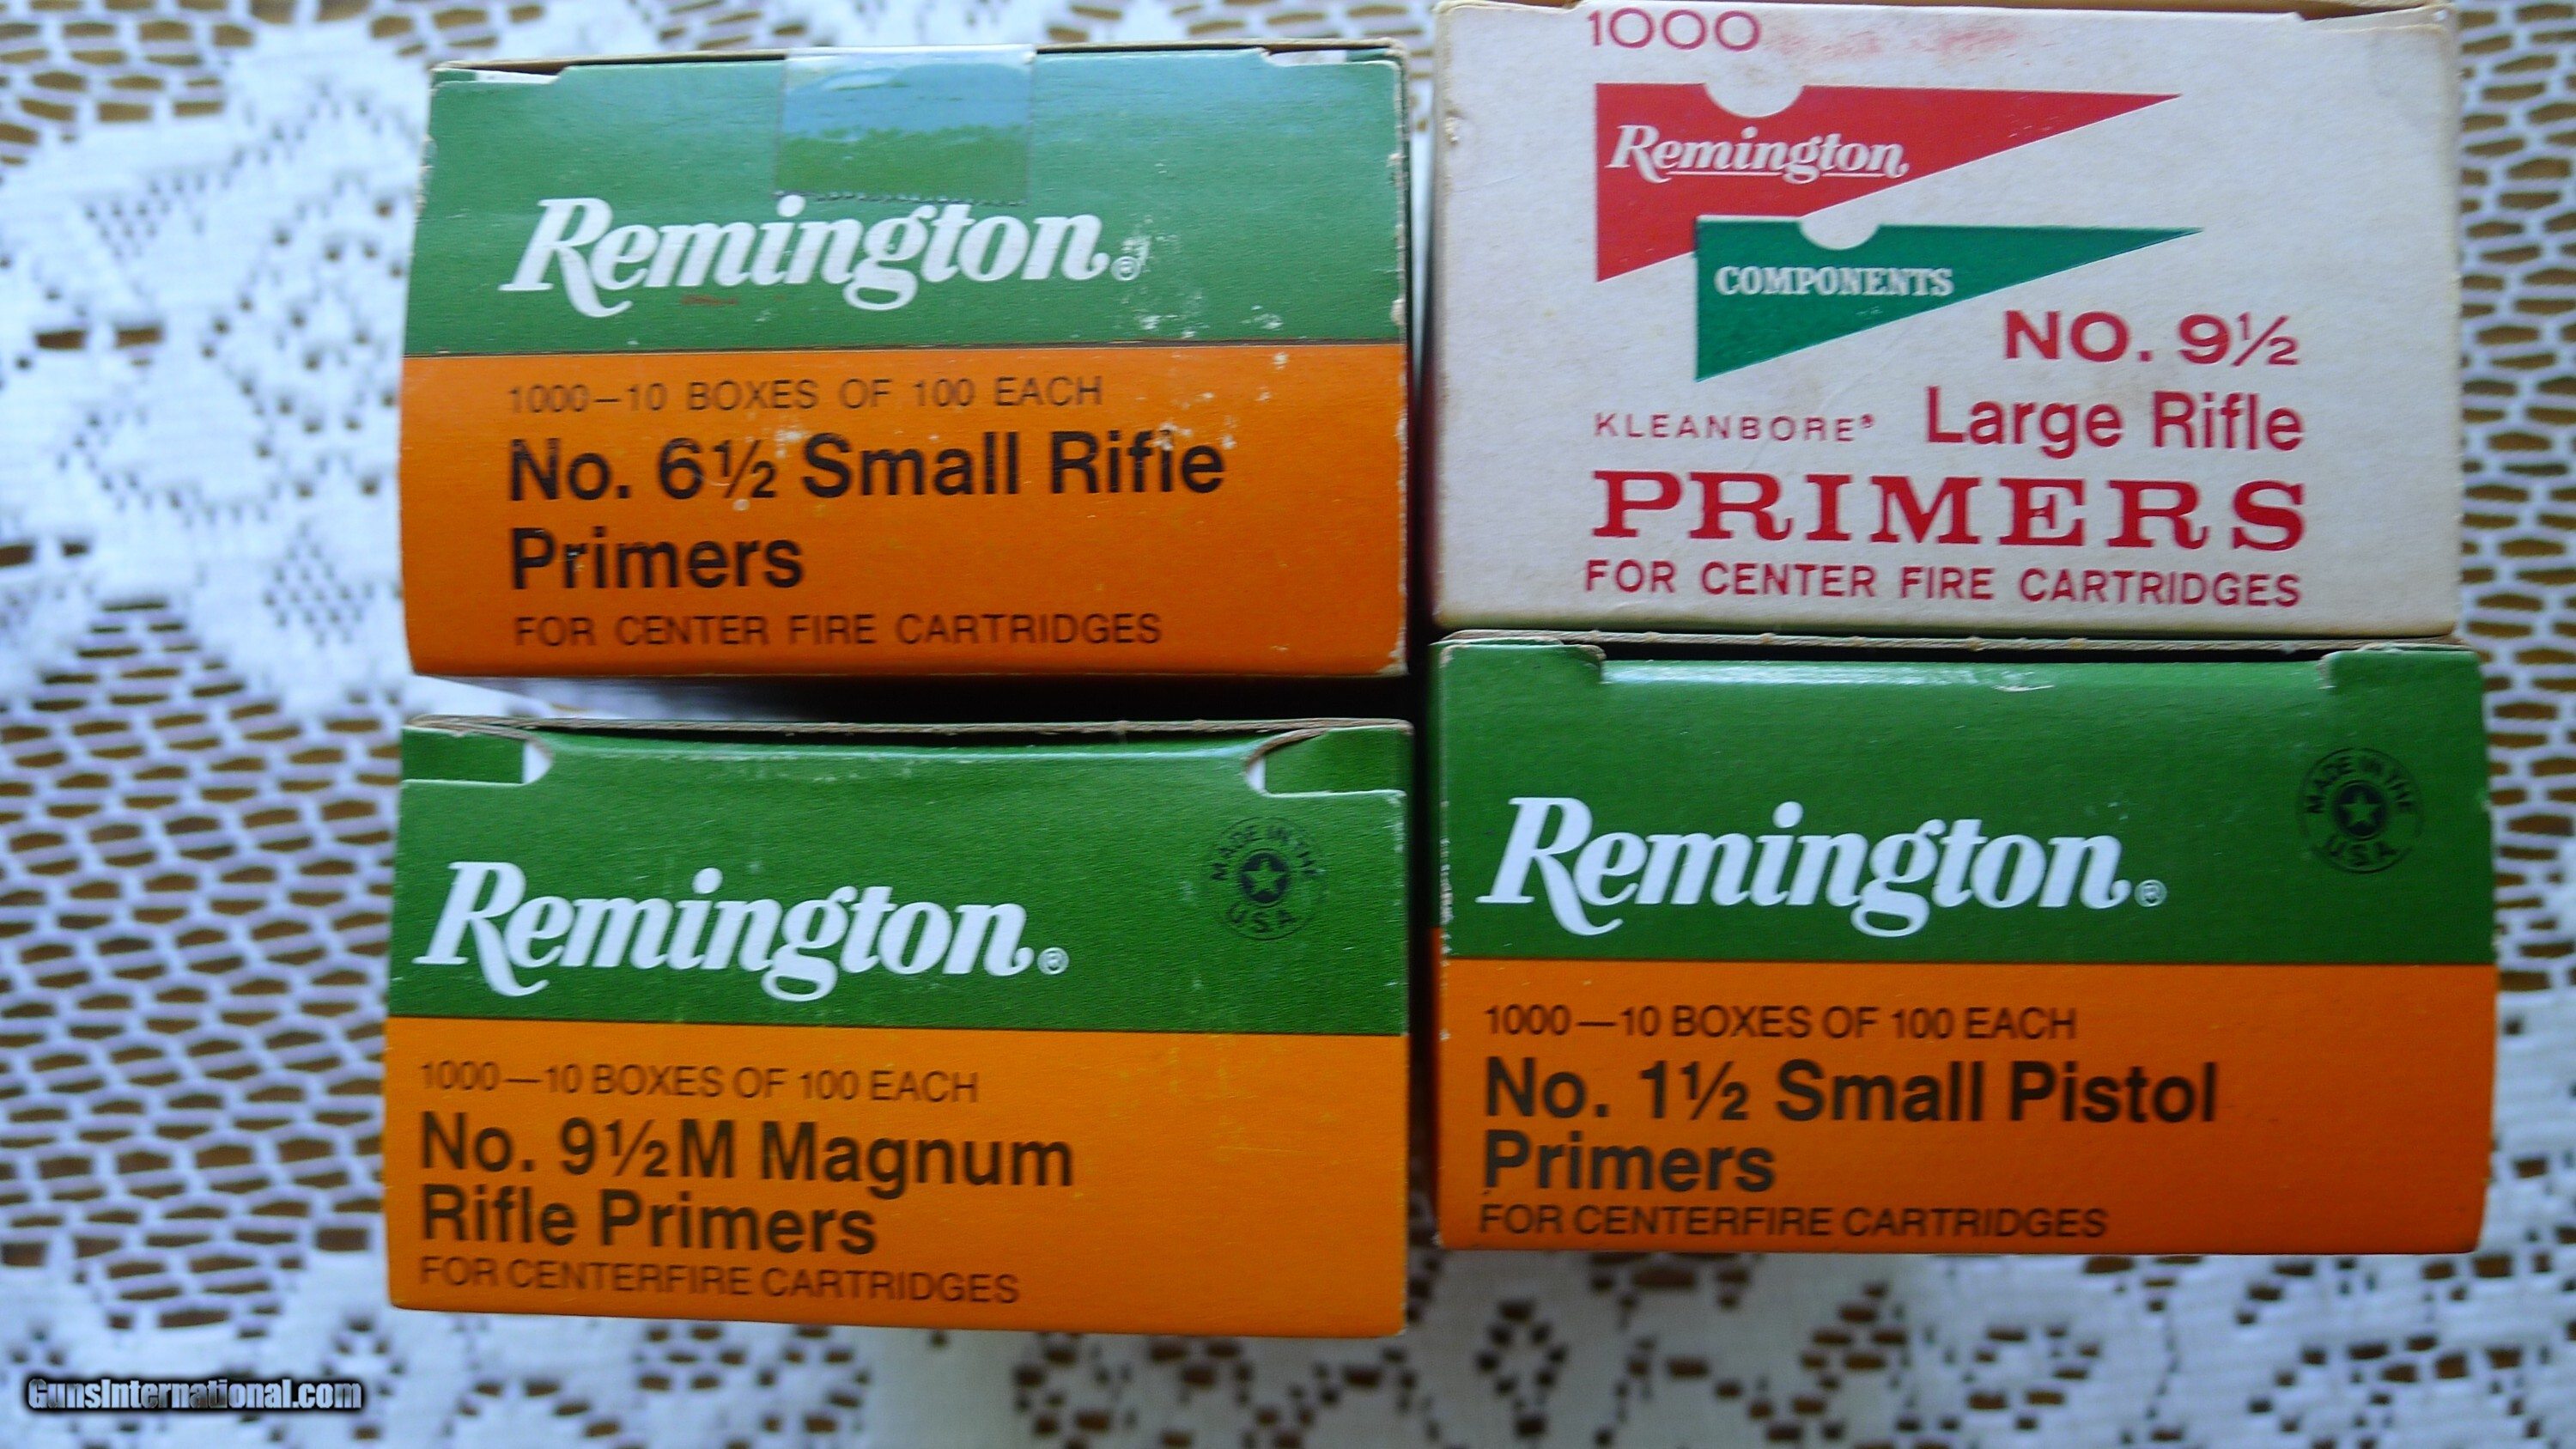 Remington®
1000—10 BOXES OF 100 EACH
No. 6½ Small Rifle
Primers
FOR CENTER FIRE CARTRIDGES
1000
Remington
COMPONENTS
NO. 9½
KLEANBORE® Large Rifle
PRIMERS
FOR CENTER FIRE CARTRIDGES
MADE IN THE
U.S.A.
Remington®
1000—10 BOXES OF 100 EACH
No. 9½M Magnum
Rifle Primers
FOR CENTERFIRE CARTRIDGES
MADE IN THE
U.S.A.
Remington®
1000—10 BOXES OF 100 EACH
No. 1½ Small Pistol
Primers
FOR CENTERFIRE CARTRIDGES
GunsInternational.com